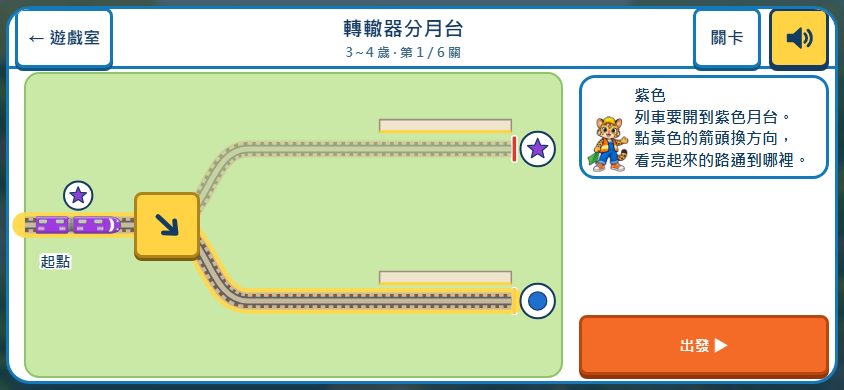 ← 遊戲室
轉轍器分月台
3~4 歲 · 第 1 / 6 關
關卡
紫色
列車要開到紫色月台。
點黃色的箭頭換方向，
看亮起來的路通到哪裡。
起點
出發 ▶